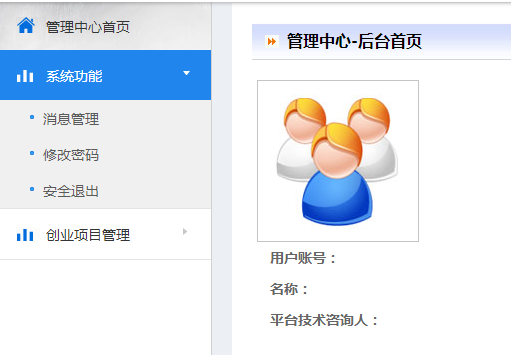 管理中心首页
系统功能
消息管理
修改密码
安全退出
创业项目管理
管理中心-后台首页
用户账号：
名称：
平台技术咨询人：